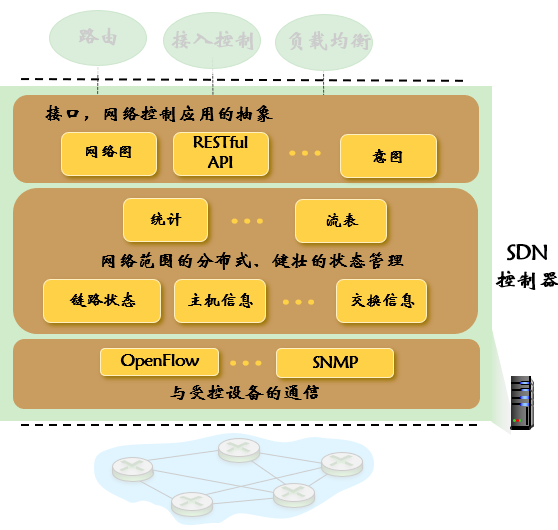 路由
接入控制
负载均衡
接口，网络控制应用的抽象
网络图
RESTful
API
意图
统计
流表
网络范围的分布式、健壮的状态管理
SDN
控制器
链路状态
主机信息
交换信息
OpenFlow
SNMP
与受控设备的通信